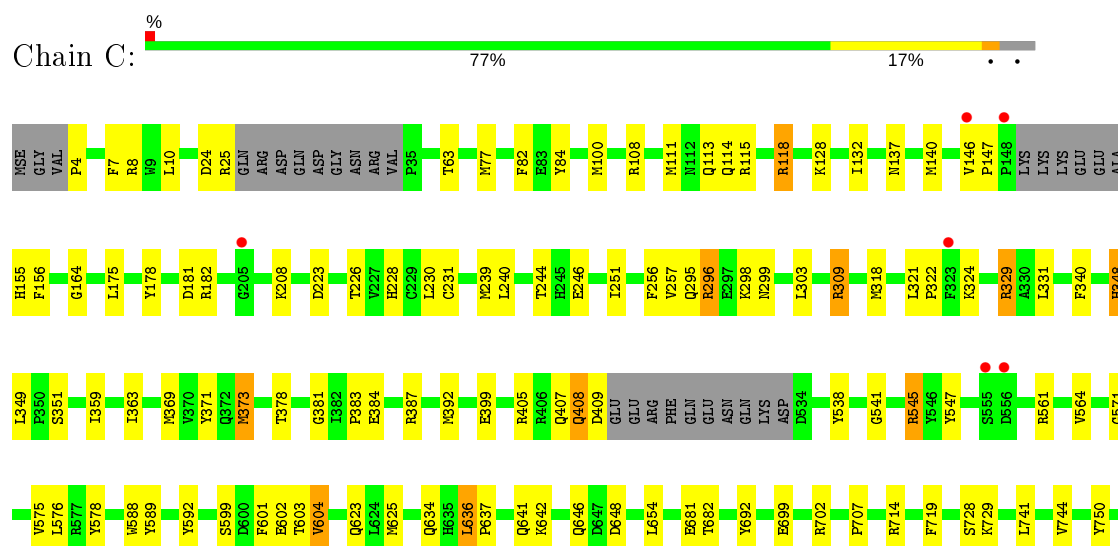 %
Chain C:
77% 17% • •
MSE GLY VAL P4 F7 R8 W9 L10 D24 R25 GLN ARG ASP GLN ASP GLY ASN ARG VAL P35 T63 M77 F82 E83 Y84 M100 R108 M111 N112 Q113 Q114 R115 R118 K128 I132 N137 M140 V146 P147 P148 LYS LYS LYS GLU GLU ALA
H155 F156 G164 L175 Y178 D181 R182 G205 K208 D223 T226 V227 H228 C229 L230 C231 M239 L240 T244 H245 E246 I251 F256 V257 Q295 R296 E297 K298 N299 L303 R309 M318 L321 P322 F323 K324 R329 A330 L331 F340 H348
L349 P350 S351 I359 I363 M369 V370 Y371 Q372 M373 T378 G381 I382 P383 E384 R387 M392 E399 R405 R406 Q407 Q408 D409 GLU GLU ARG PHE GLN GLU ASN GLN LYS ASP D534 Y538 G541 R545 Y546 Y547 S555 D556 R561 V564 G571
V575 L576 R577 Y578 W588 Y589 Y592 S599 D600 F601 E602 T603 V604 Q623 L624 M625 Q634 H635 L636 P637 Q641 K642 Q646 D647 D648 L654 E681 T682 Y692 E699 R702 P707 R714 F719 S728 K729 L741 V744 Y750